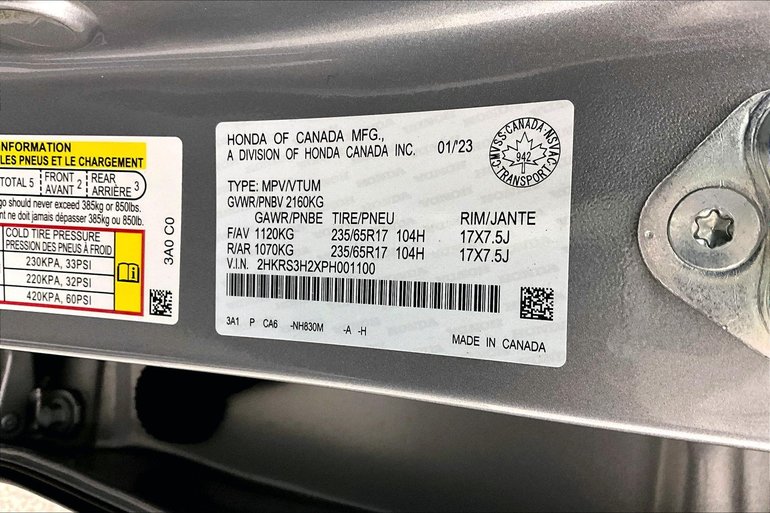 INFORMATION
LES PNEUS ET LE CHARGEMENT
TOTAL 5
FRONT AVANT 2
REAR ARRIÈRE 3
go should never exceed 385kg or 850lbs.
nt ne doit jamais dépasser 385kg ou 850lb.
COLD TIRE PRESSURE
PRESSION DES PNEUS À FROID
230KPA, 33PSI
220KPA, 32PSI
420KPA, 60PSI
3A0 C0
HONDA OF CANADA MFG.,
A DIVISION OF HONDA CANADA INC. 01/23
CMVSS-CANADA-NSVAC
942
TRANSPORT
TYPE: MPV/VTUM
GVWR/PNBV 2160KG
GAWR/PNBE TIRE/PNEU RIM/JANTE
F/AV 1120KG 235/65R17 104H 17X7.5J
R/AR 1070KG 235/65R17 104H 17X7.5J
V.I.N. 2HKRS3H2XPH001100
3A1 P CA6 -NH830M -A -H
MADE IN CANADA